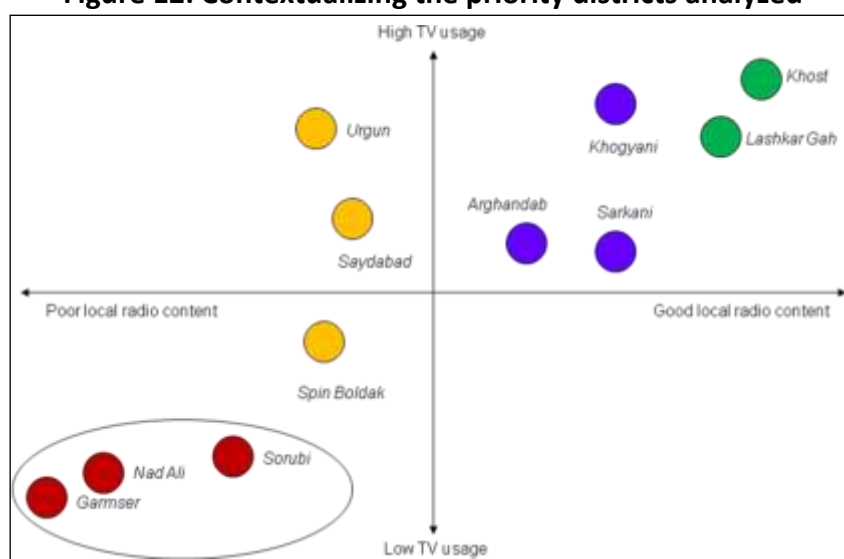 Figure Contextualizing the priority districts analyzed
High TV usage
Khost
Urgun
Lashkar Gah
Khogyani
Arghandab
Sarkani
Saydabad
Poor local radio content
Good local radio content
Spin Boldak
Sorubi
Nad Ali
Garmser
Low TV usage